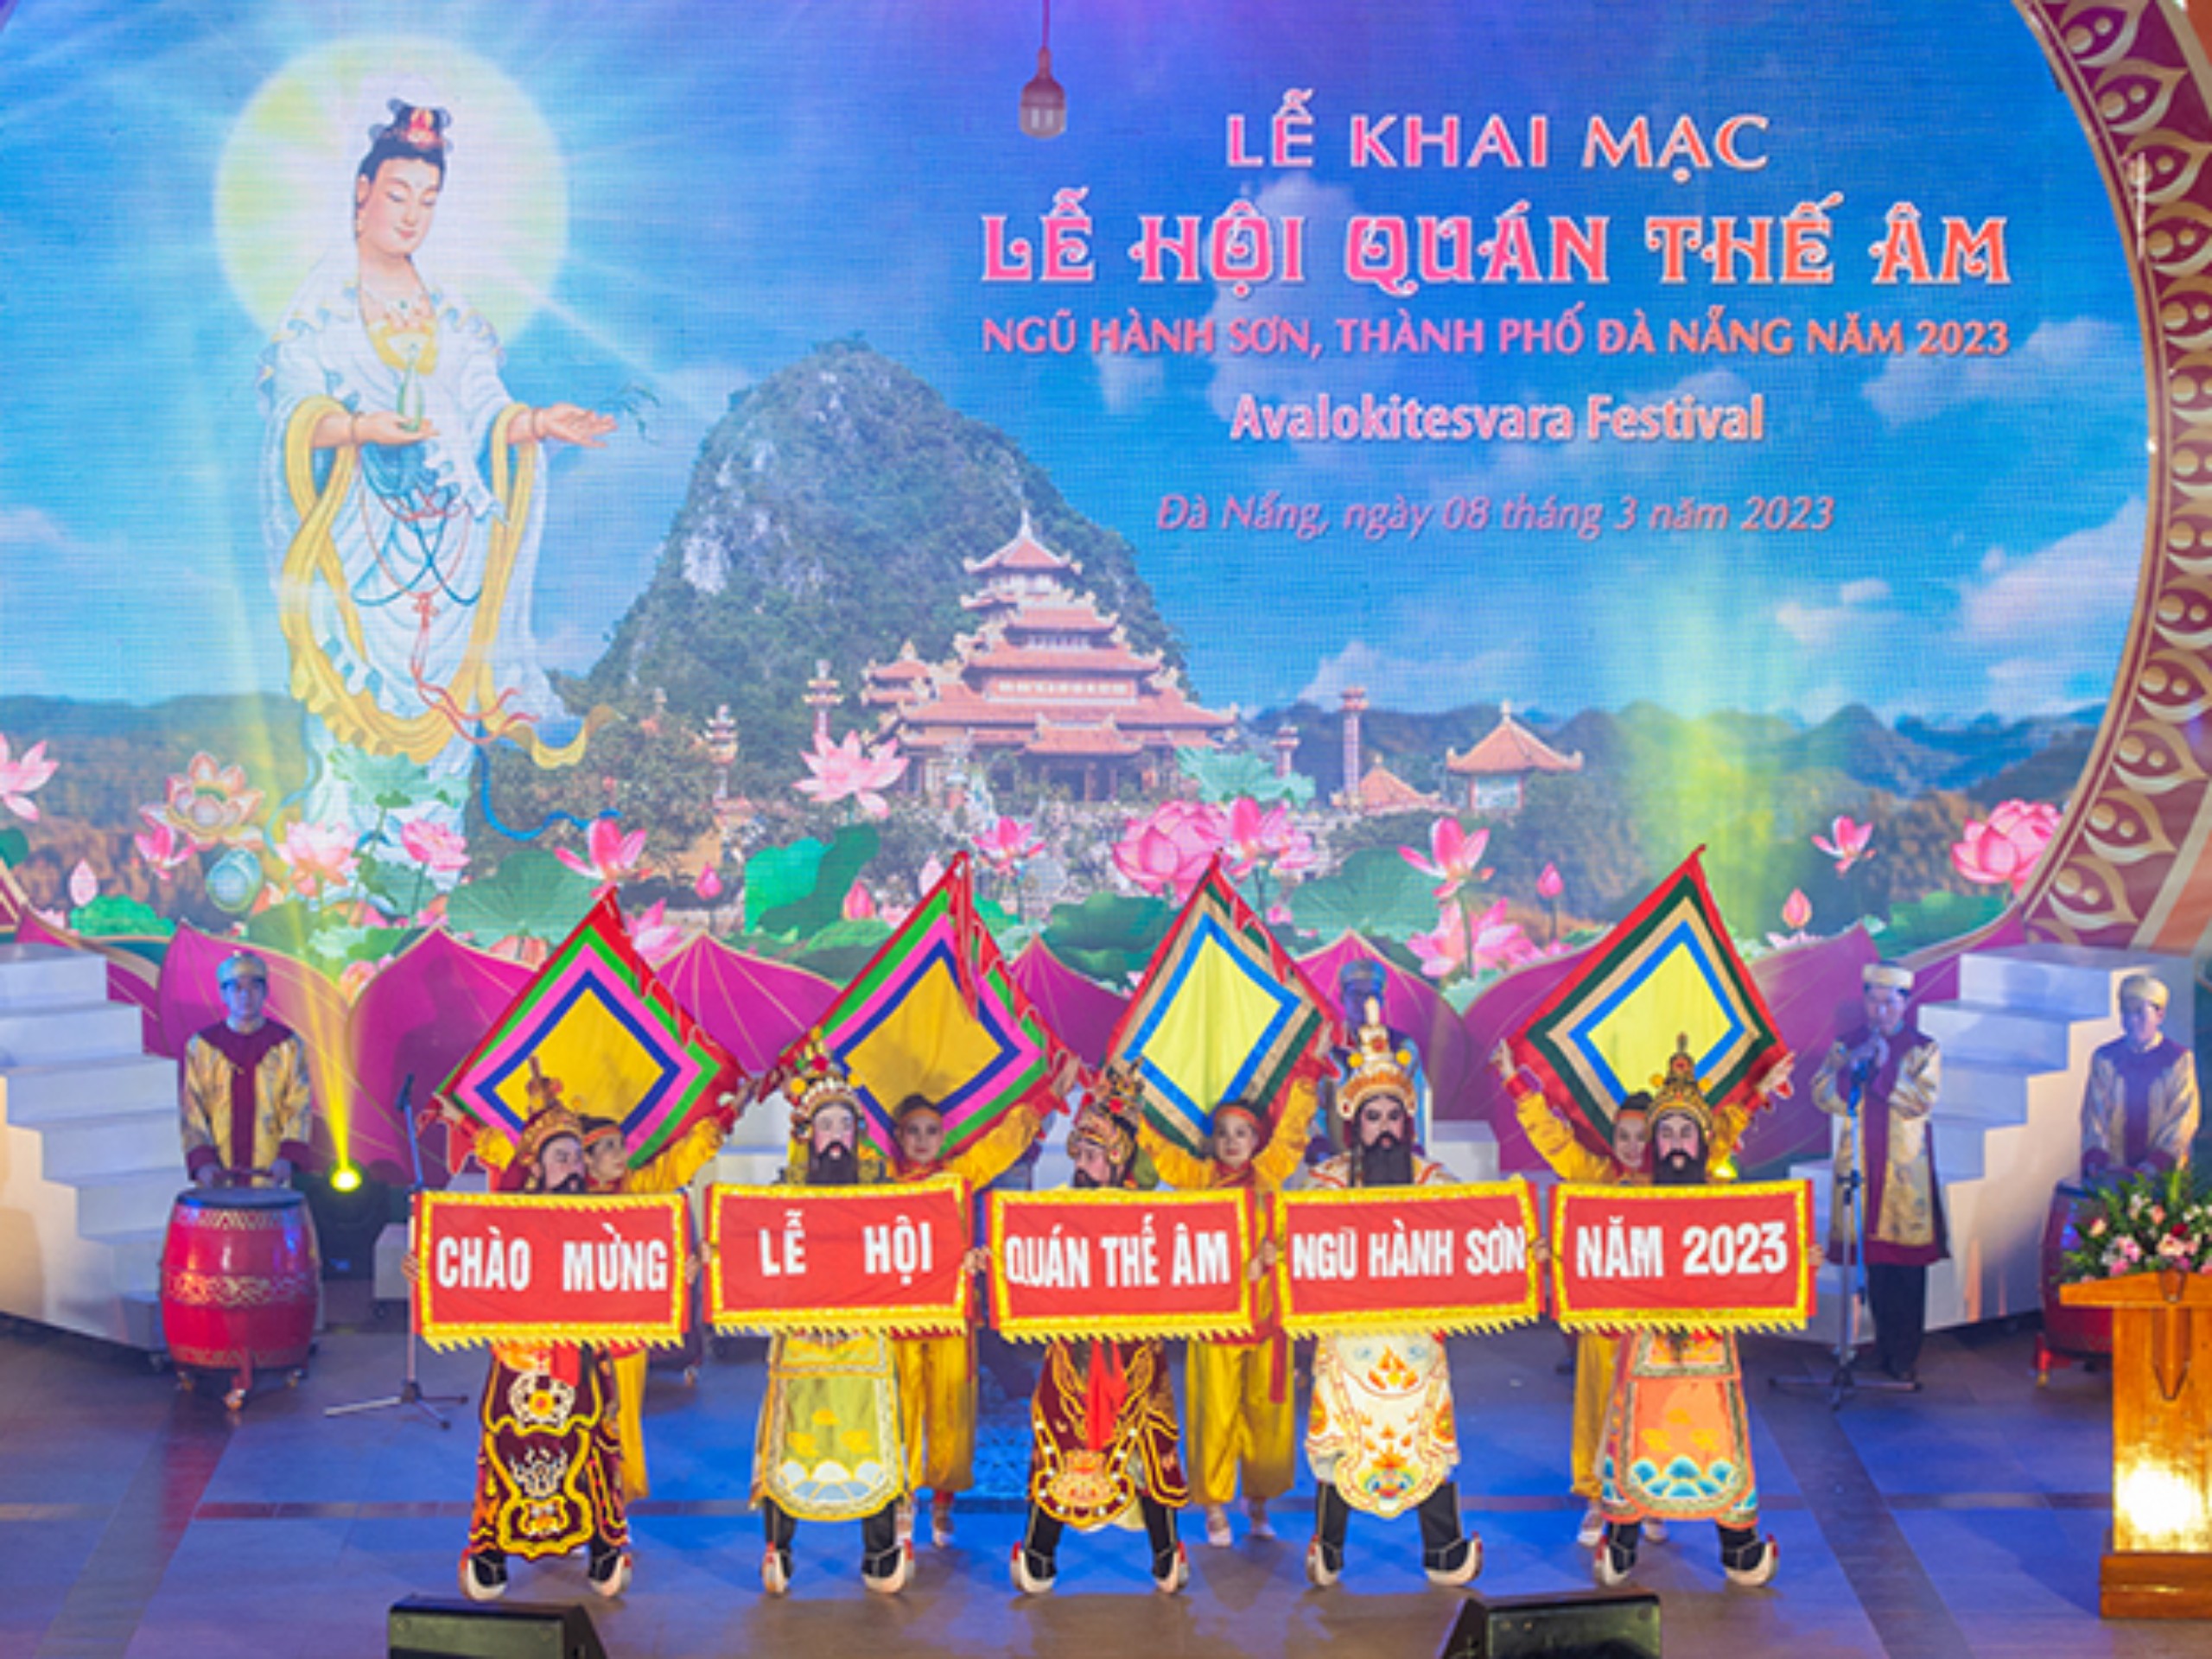 LỄ KHAI MẠC
LỄ HỘI QUÁN THẾ ÂM
NGŨ HÀNH SƠN, THÀNH PHỐ ĐÀ NẴNG NĂM 2023
Avalokitesvara Festival
Đà Nẵng, ngày 08 tháng 3 năm 2023
CHÀO MỪNG
LỄ HỘI
QUÁN THẾ ÂM
NGŨ HÀNH SƠN
NĂM 2023